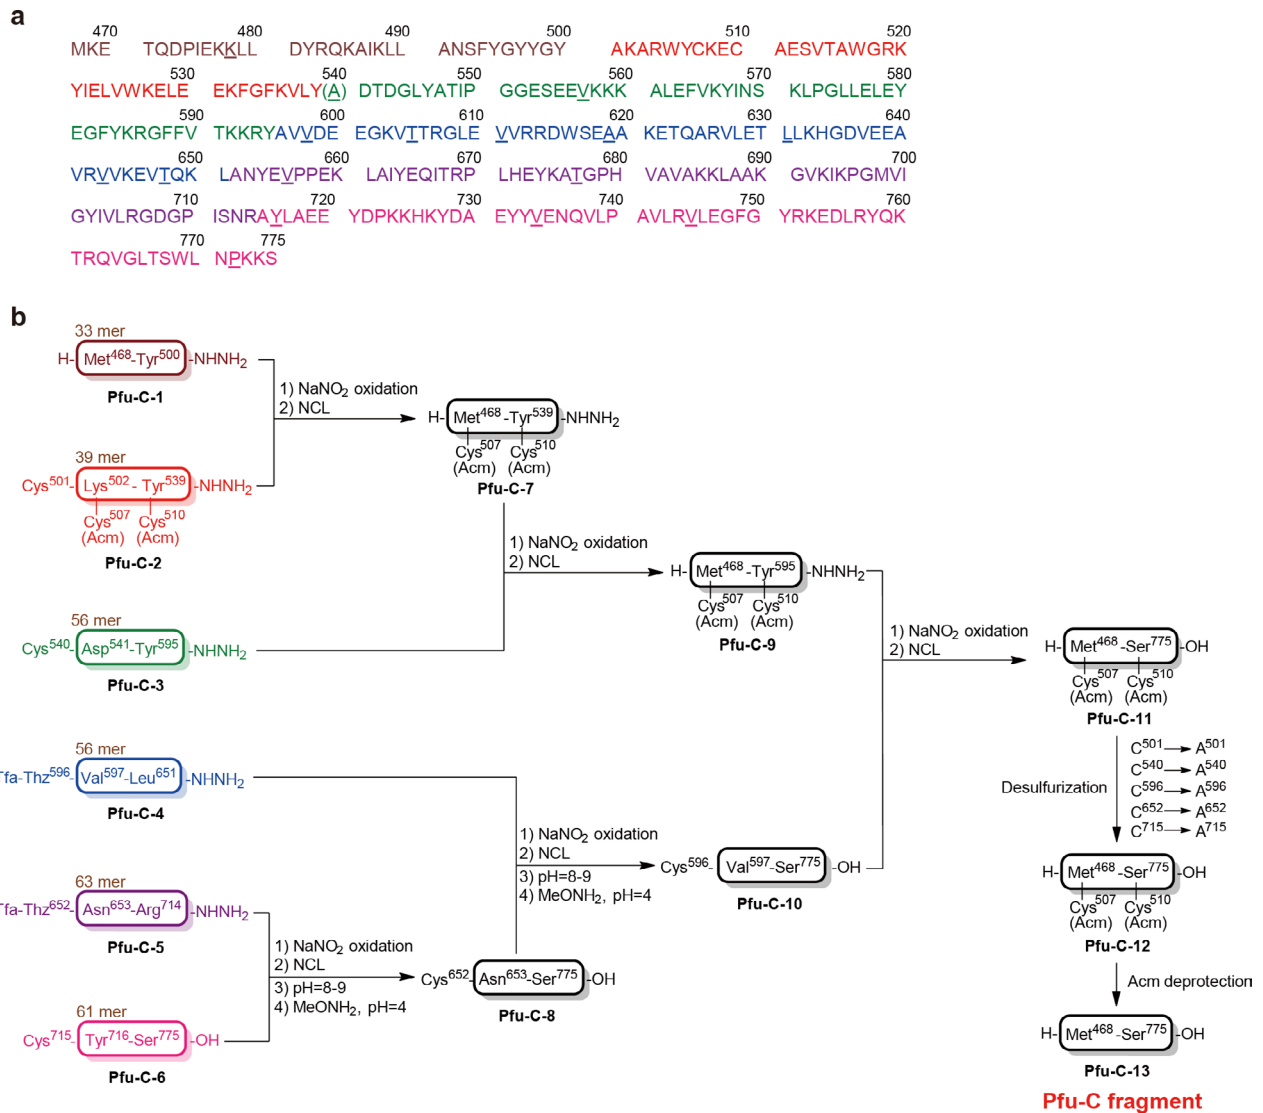 a
470 480 490 500 510 520
MKE TQDPIEKKLL DYRQKAIKLL ANSFYGYYGY AKARWYCKEC AESVTAWGRK
530 540 550 560 570 580
YIELVWKELE EKFGFKVLY(A) DTDGLYATIP GGESEEVKKK ALEFVKYINS KLPGLLELEY
590 600 610 620 630 640
EGFYKRGFFV TKKRYAVVDE EGKVTTRGLE VVRRDWSEAA KETQARVLET LLKHGDVEEA
650 660 670 680 690 700
VRVVKEVTQK LANYEVPPEK LAIYEQITRP LHEYKATGPH VAVAKKLAAK GVKIKPGMVI
710 720 730 740 750 760
GYIVLRGDGP ISNRAYLAEE YDPKKHKYDA EYYVENQVLP AVLRVLEGFG YRKEDLRYQK
770 775
TRQVGLTSWL NPKKS
b
33 mer
H- Met468-Tyr500 -NHNH2
Pfu-C-1
1) NaNO2 oxidation
2) NCL
39 mer
Cys501- Lys502 - Tyr539 -NHNH2
Cys507 Cys510
(Acm) (Acm)
Pfu-C-2
H- Met468 -Tyr539 -NHNH2
Cys507 Cys510
(Acm) (Acm)
Pfu-C-7
1) NaNO2 oxidation
2) NCL
56 mer
Cys540- Asp541-Tyr595 -NHNH2
Pfu-C-3
H- Met468 -Tyr595 -NHNH2
Cys507 Cys510
(Acm) (Acm)
Pfu-C-9
1) NaNO2 oxidation
2) NCL
56 mer
Tfa-Thz596- Val597-Leu651 -NHNH2
Pfu-C-4
1) NaNO2 oxidation
2) NCL
3) pH=8-9
4) MeONH2, pH=4
63 mer
Tfa-Thz652- Asn653-Arg714 -NHNH2
Pfu-C-5
1) NaNO2 oxidation
2) NCL
3) pH=8-9
4) MeONH2, pH=4
61 mer
Cys715- Tyr716-Ser775 -OH
Pfu-C-6
Cys652- Asn653-Ser775 -OH
Pfu-C-8
Cys596- Val597-Ser775 -OH
Pfu-C-10
H- Met468 -Ser775 -OH
Cys507 Cys510
(Acm) (Acm)
Pfu-C-11
Desulfurization
C501 → A501
C540 → A540
C596 → A596
C652 → A652
C715 → A715
H- Met468 -Ser775 -OH
Cys507 Cys510
(Acm) (Acm)
Pfu-C-12
Acm deprotection
H- Met468 -Ser775 -OH
Pfu-C-13
Pfu-C fragment